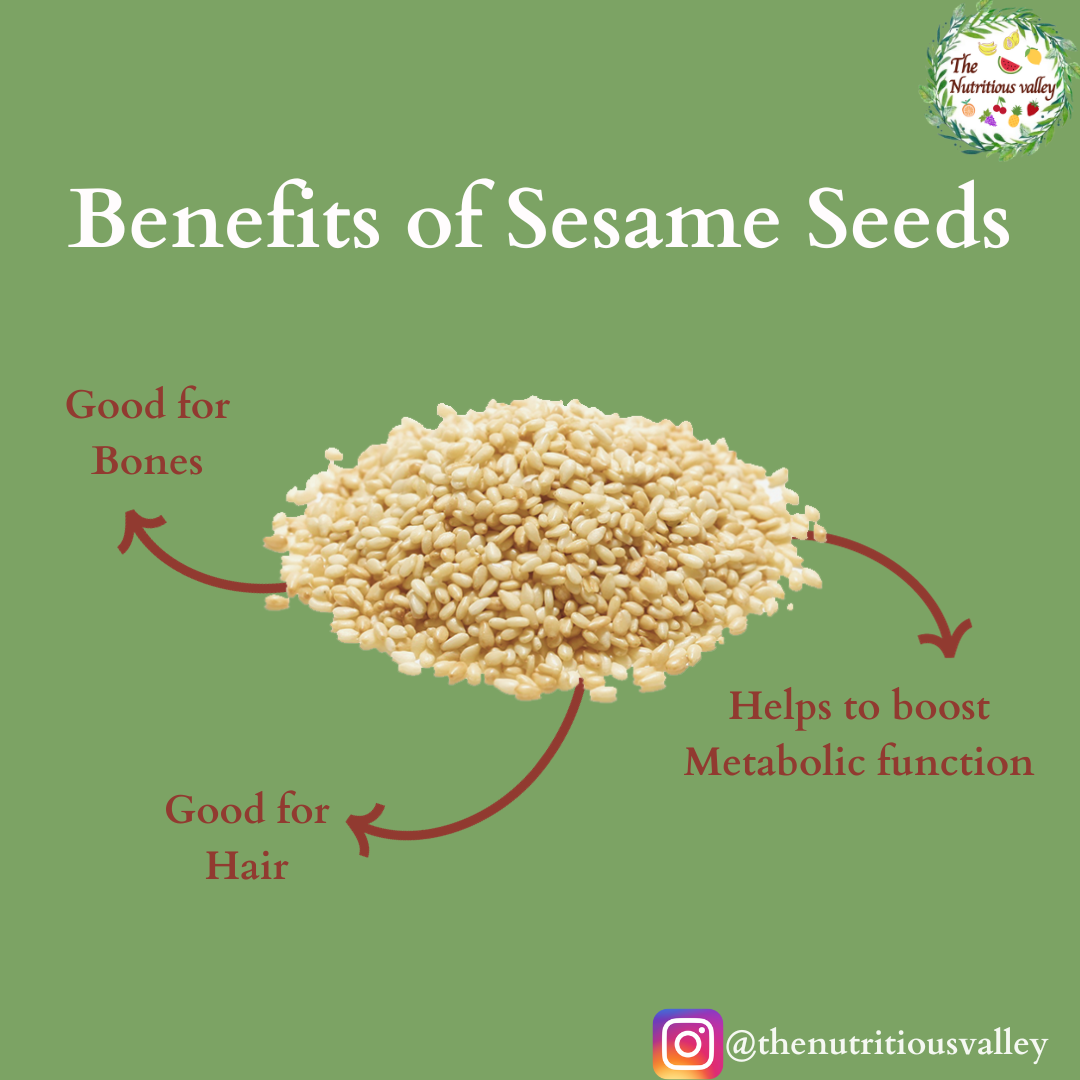 The
Nutritious valley
Benefits of Sesame Seeds
Good for
Bones
Helps to boost
Metabolic function
Good for
Hair
@thenutritiousvalley